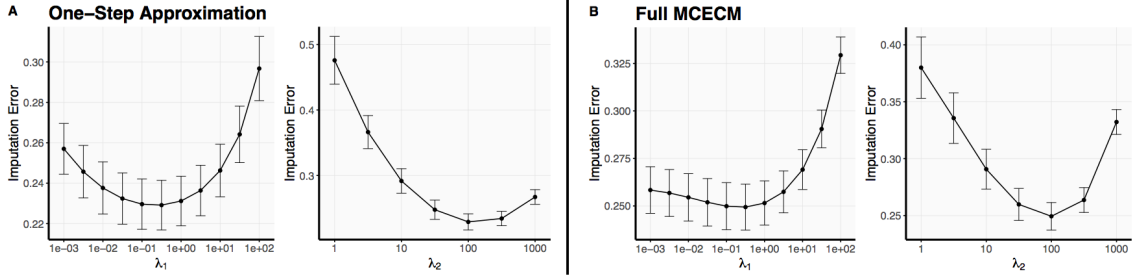 A One−Step Approximation
Imputation Error
0.30
0.28
0.26
0.24
0.22
1e−03 1e−02 1e−01 1e+00 1e+01 1e+02
λ1
Imputation Error
0.5
0.4
0.3
1 10 100 1000
λ2
B Full MCECM
Imputation Error
0.325
0.300
0.275
0.250
1e−03 1e−02 1e−01 1e+00 1e+01 1e+02
λ1
Imputation Error
0.40
0.35
0.30
0.25
1 10 100 1000
λ2